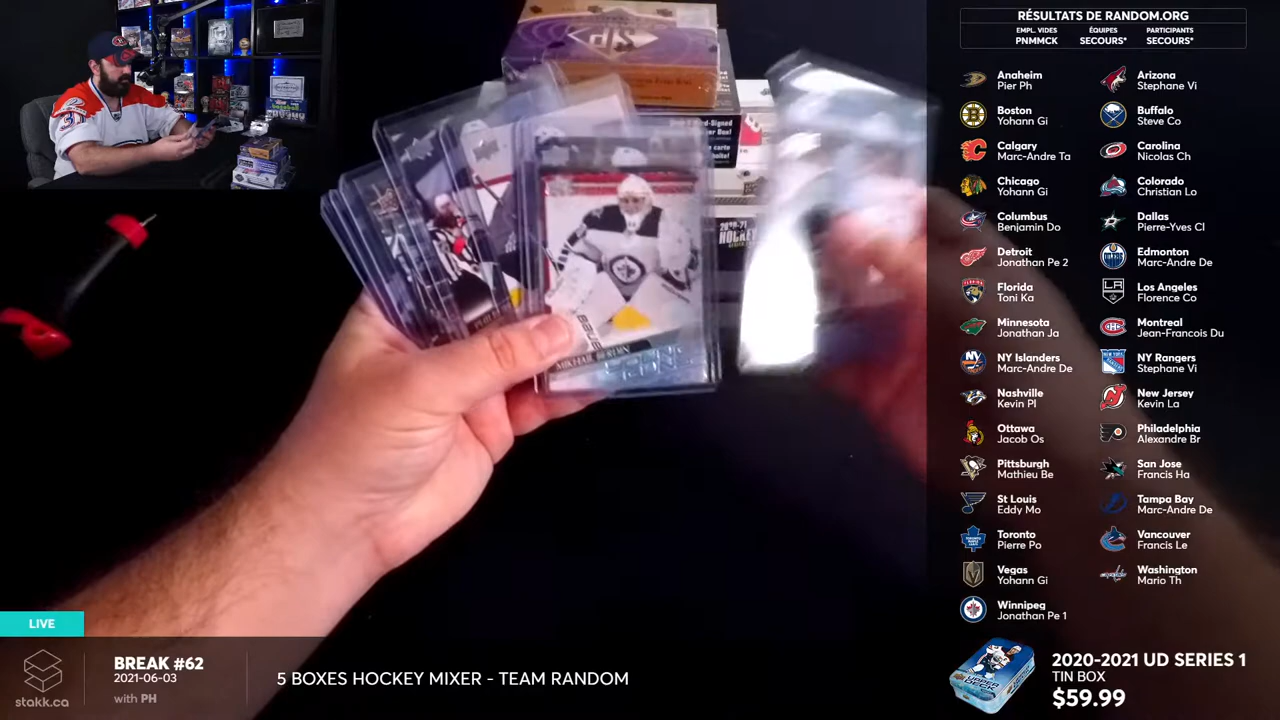 RÉSULTATS DE RANDOM.ORG
EMPL. VIDES
PNMMCK
ÉQUIPES
SECOURS*
PARTICIPANTS
SECOURS*
Anaheim
Pier Ph
Arizona
Stephane Vi
Boston
Yohann Gi
Buffalo
Steve Co
Calgary
Marc-Andre Ta
Carolina
Nicolas Ch
Chicago
Yohann Gi
Colorado
Christian Lo
Columbus
Benjamin Do
Dallas
Pierre-Yves Cl
Detroit
Jonathan Pe 2
Edmonton
Marc-Andre De
Florida
Toni Ka
Los Angeles
Florence Co
Minnesota
Jonathan Ja
Montreal
Jean-Francois Du
NY Islanders
Marc-Andre De
NY Rangers
Stephane Vi
Nashville
Kevin Pl
New Jersey
Kevin La
Ottawa
Jacob Os
Philadelphia
Alexandre Br
Pittsburgh
Mathieu Be
San Jose
Francis Ha
St Louis
Eddy Mo
Tampa Bay
Marc-Andre De
Toronto
Pierre Po
Vancouver
Francis Le
Vegas
Yohann Gi
Washington
Mario Th
Winnipeg
Jonathan Pe 1
SP
HOCKEY
LIVE
stakk.ca
BREAK #62
2021-06-03
with PH
5 BOXES HOCKEY MIXER - TEAM RANDOM
2020-2021 UD SERIES 1
TIN BOX
$59.99